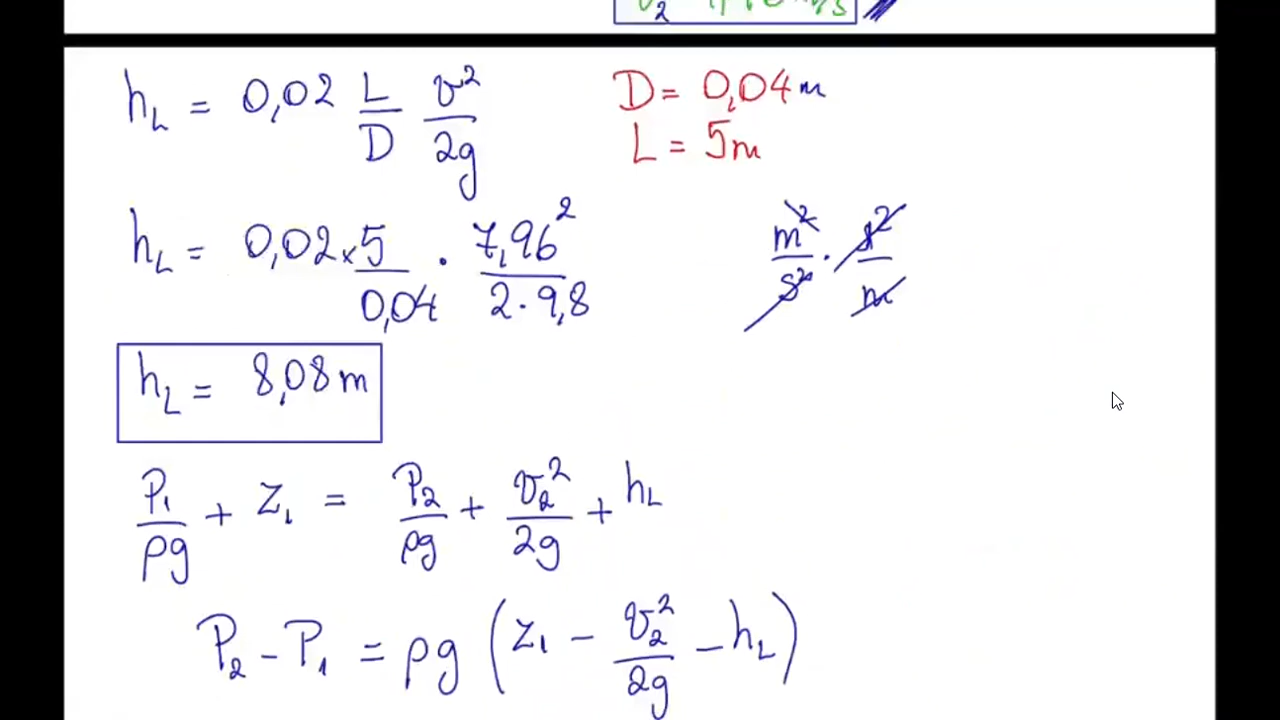 h_L = 0,02 L/D v²/2g
D = 0,04 m
L = 5m
h_L = 0,02 × 5/0,04 · 7,96²/2·9,8
m²/s² · s²/m
h_L = 8,08 m
P₁/ρg + z₁ = P₂/ρg + v₂²/2g + h_L
P₂ - P₁ = ρg (z₁ - v₂²/2g - h_L)